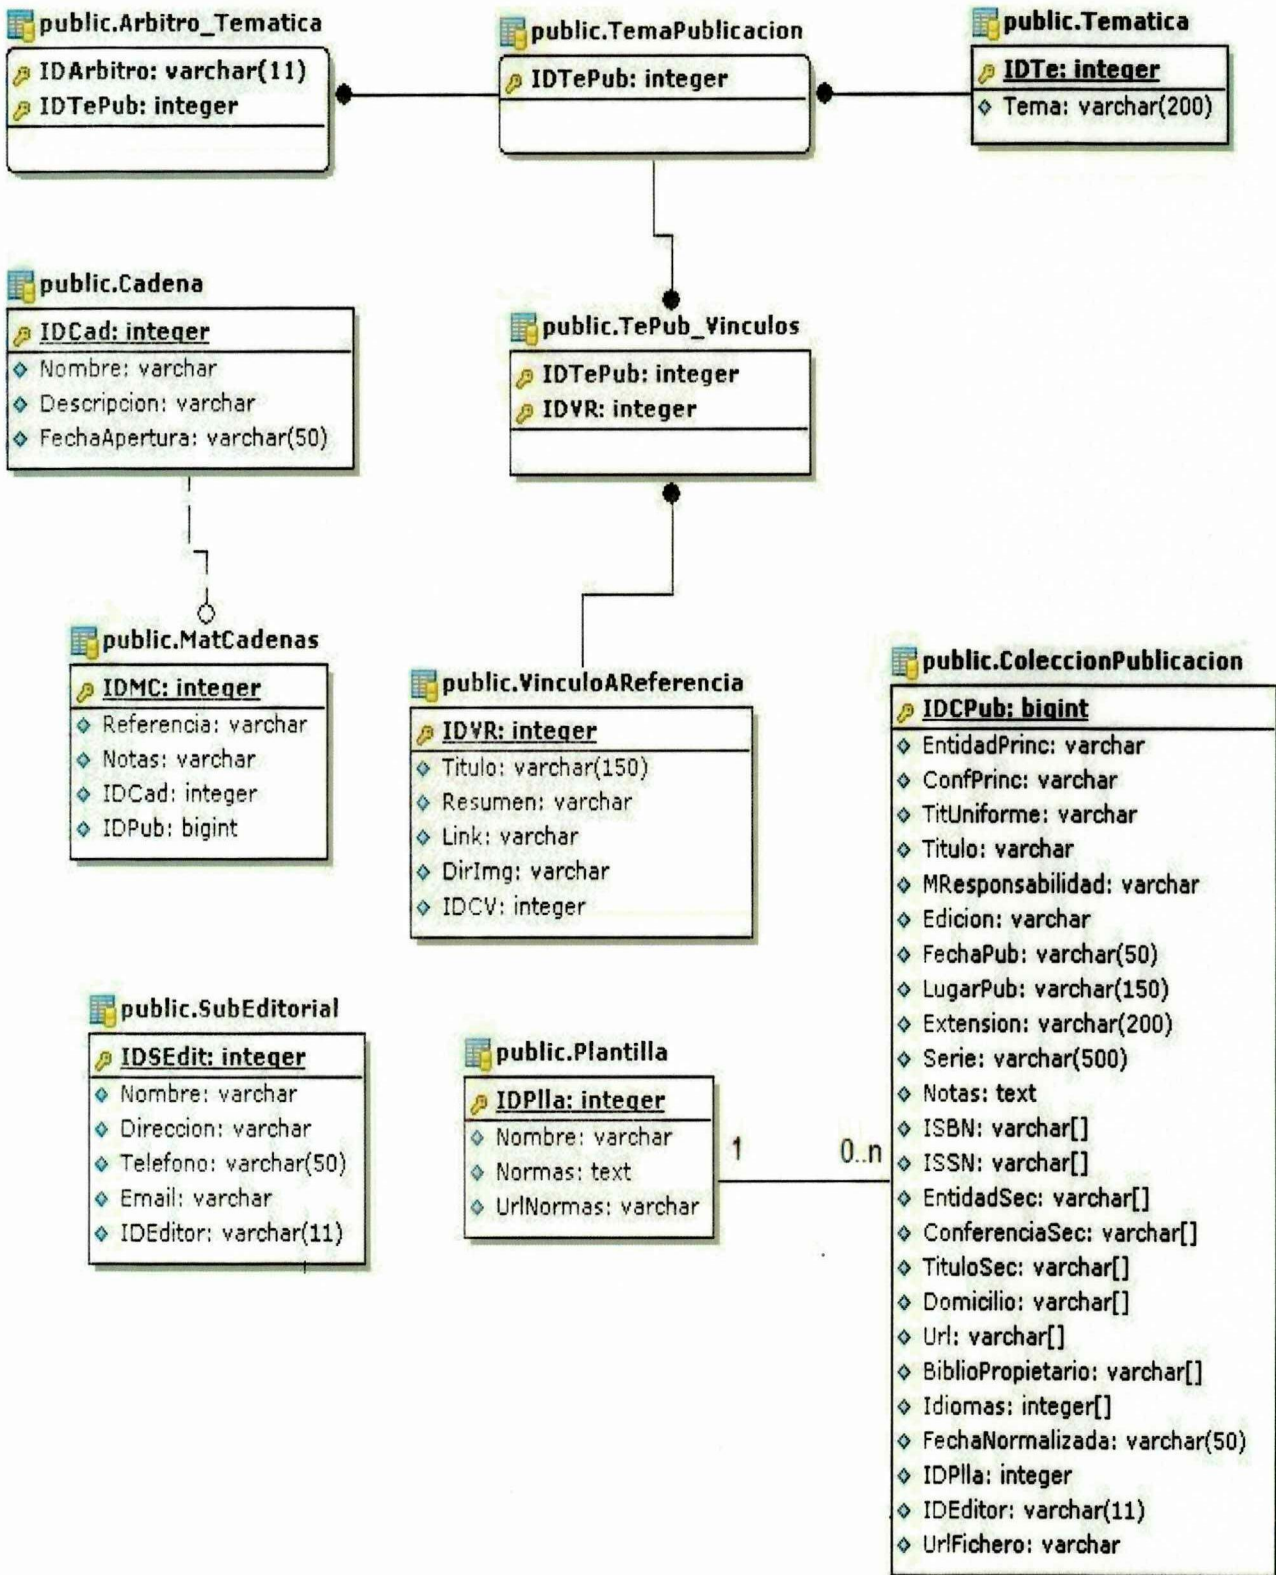 public.Arbitro_Tematica
IDArbitro: varchar(11)
IDTePub: integer
public.TemaPublicacion
IDTePub: integer
public.Tematica
IDTe: integer
Tema: varchar(200)
public.Cadena
IDCad: integer
Nombre: varchar
Descripcion: varchar
FechaApertura: varchar(50)
public.TePub_Vinculos
IDTePub: integer
IDVR: integer
public.MatCadenas
IDMC: integer
Referencia: varchar
Notas: varchar
IDCad: integer
IDPub: bigint
public.VinculoAReferencia
IDVR: integer
Titulo: varchar(150)
Resumen: varchar
Link: varchar
DirImg: varchar
IDCV: integer
public.ColeccionPublicacion
IDCPub: bigint
EntidadPrinc: varchar
ConfPrinc: varchar
TitUniforme: varchar
Titulo: varchar
MResponsabilidad: varchar
Edicion: varchar
FechaPub: varchar(50)
LugarPub: varchar(150)
Extension: varchar(200)
Serie: varchar(500)
Notas: text
ISBN: varchar[]
ISSN: varchar[]
EntidadSec: varchar[]
ConferenciaSec: varchar[]
TituloSec: varchar[]
Domicilio: varchar[]
Url: varchar[]
BiblioPropietario: varchar[]
Idiomas: integer[]
FechaNormalizada: varchar(50)
IDPlla: integer
IDEditor: varchar(11)
UrlFichero: varchar
public.SubEditorial
IDSEdit: integer
Nombre: varchar
Direccion: varchar
Telefono: varchar(50)
Email: varchar
IDEditor: varchar(11)
public.Plantilla
IDPlla: integer
Nombre: varchar
Normas: text
UrlNormas: varchar
1 0..n